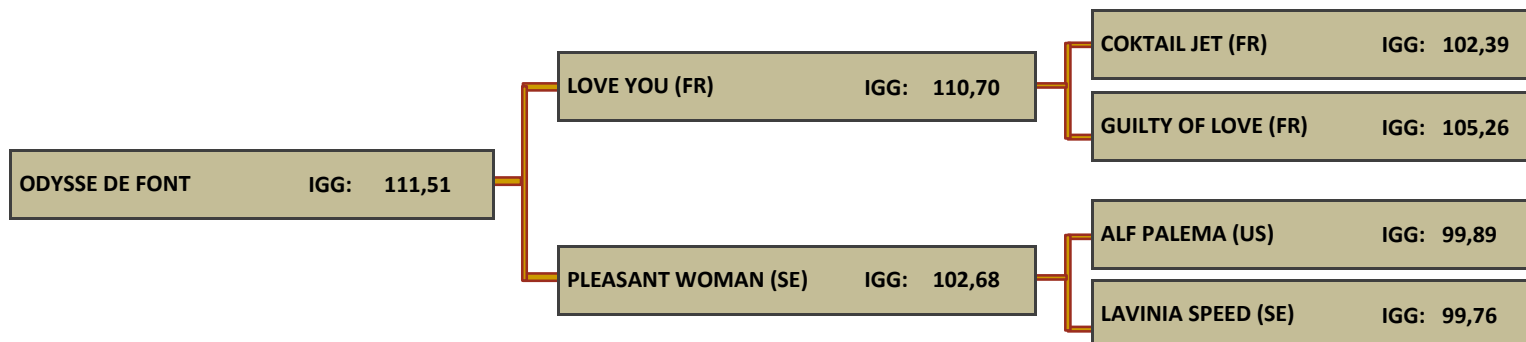 COKTAIL JET (FR) IGG: 102,39
LOVE YOU (FR) IGG: 110,70
GUILTY OF LOVE (FR) IGG: 105,26
ODYSSE DE FONT IGG: 111,51
ALF PALEMA (US) IGG: 99,89
PLEASANT WOMAN (SE) IGG: 102,68
LAVINIA SPEED (SE) IGG: 99,76